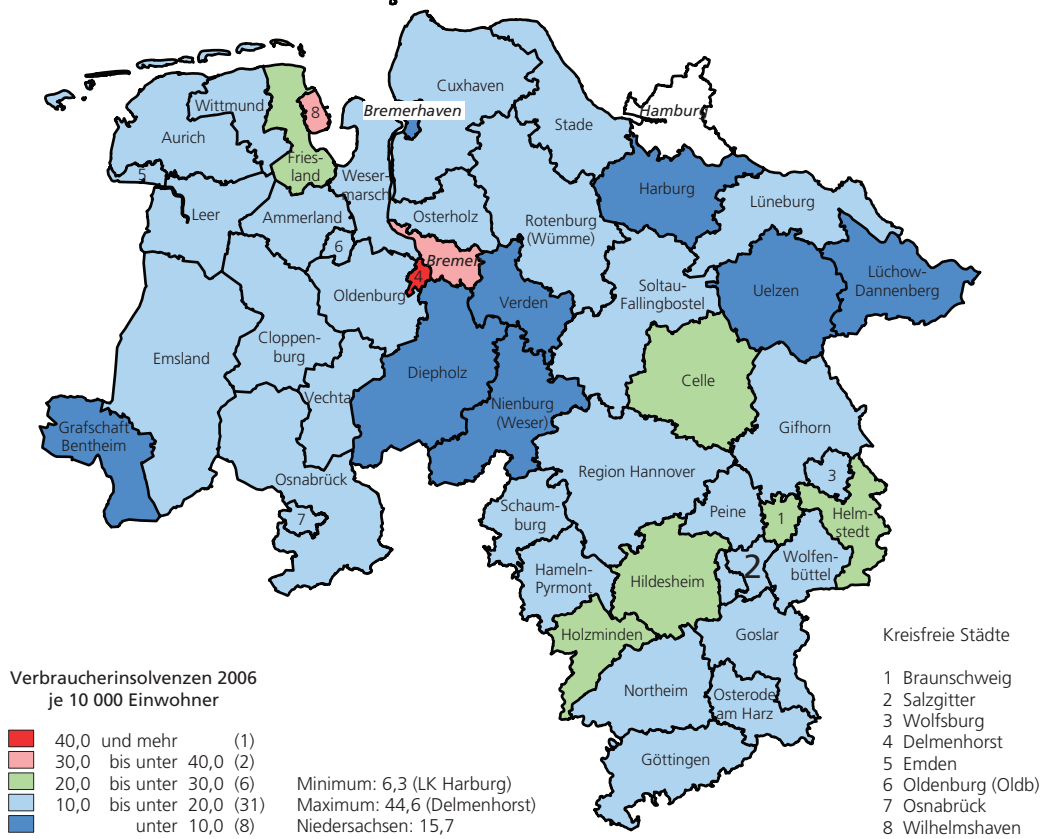 Cuxhaven
Wittmund
8
Bremerhaven
Hamburg
Stade
Aurich
Fries-
land
5
Weser-
marsch
Harburg
Leer
Ammerland
Osterholz
Rotenburg
(Wümme)
Lüneburg
6
Bremen
4
Oldenburg
Verden
Soltau-
Fallingbostel
Uelzen
Lüchow-
Dannenberg
Emsland
Cloppen-
burg
Diepholz
Celle
Vechta
Nienburg
(Weser)
Grafschaft
Bentheim
Gifhorn
Region Hannover
3
Osnabrück
7
Schaum-
burg
Peine
1
Helm-
stedt
Hameln-
Pyrmont
Hildesheim
2
Wolfen-
büttel
Holzminden
Goslar
Northeim
Osterode
am Harz
Göttingen
Verbraucherinsolvenzen 2006
je 10 000 Einwohner
40,0 und mehr (1)
30,0 bis unter 40,0 (2)
20,0 bis unter 30,0 (6)
10,0 bis unter 20,0 (31)
unter 10,0 (8)
Minimum: 6,3 (LK Harburg)
Maximum: 44,6 (Delmenhorst)
Niedersachsen: 15,7
Kreisfreie Städte
1 Braunschweig
2 Salzgitter
3 Wolfsburg
4 Delmenhorst
5 Emden
6 Oldenburg (Oldb)
7 Osnabrück
8 Wilhelmshaven